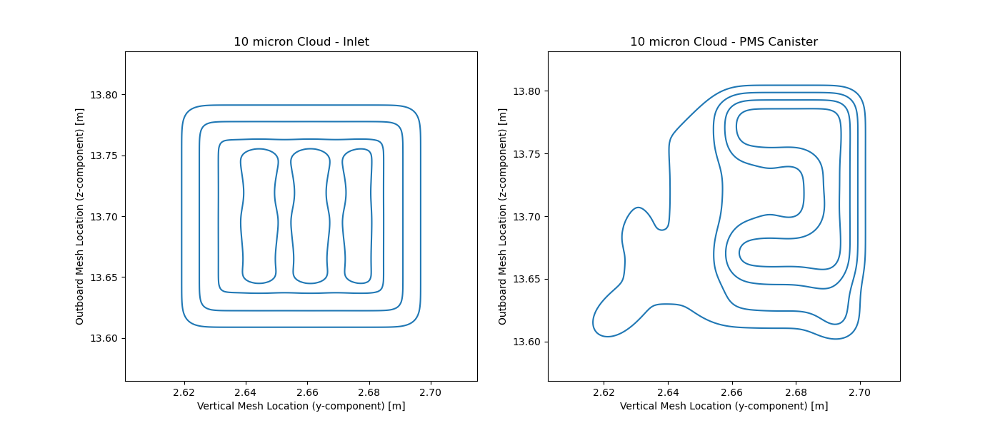 10 micron Cloud - Inlet
Outboard Mesh Location (z-component) [m]
13.80
13.75
13.70
13.65
13.60
2.62 2.64 2.66 2.68 2.70
Vertical Mesh Location (y-component) [m]
10 micron Cloud - PMS Canister
Outboard Mesh Location (z-component) [m]
13.80
13.75
13.70
13.65
13.60
2.62 2.64 2.66 2.68 2.70
Vertical Mesh Location (y-component) [m]